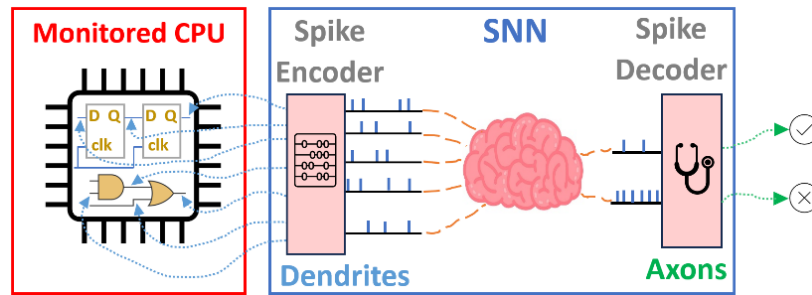 Monitored CPU
D Q
D Q
clk
clk
Spike
Encoder
SNN
Spike
Decoder
Dendrites
Axons